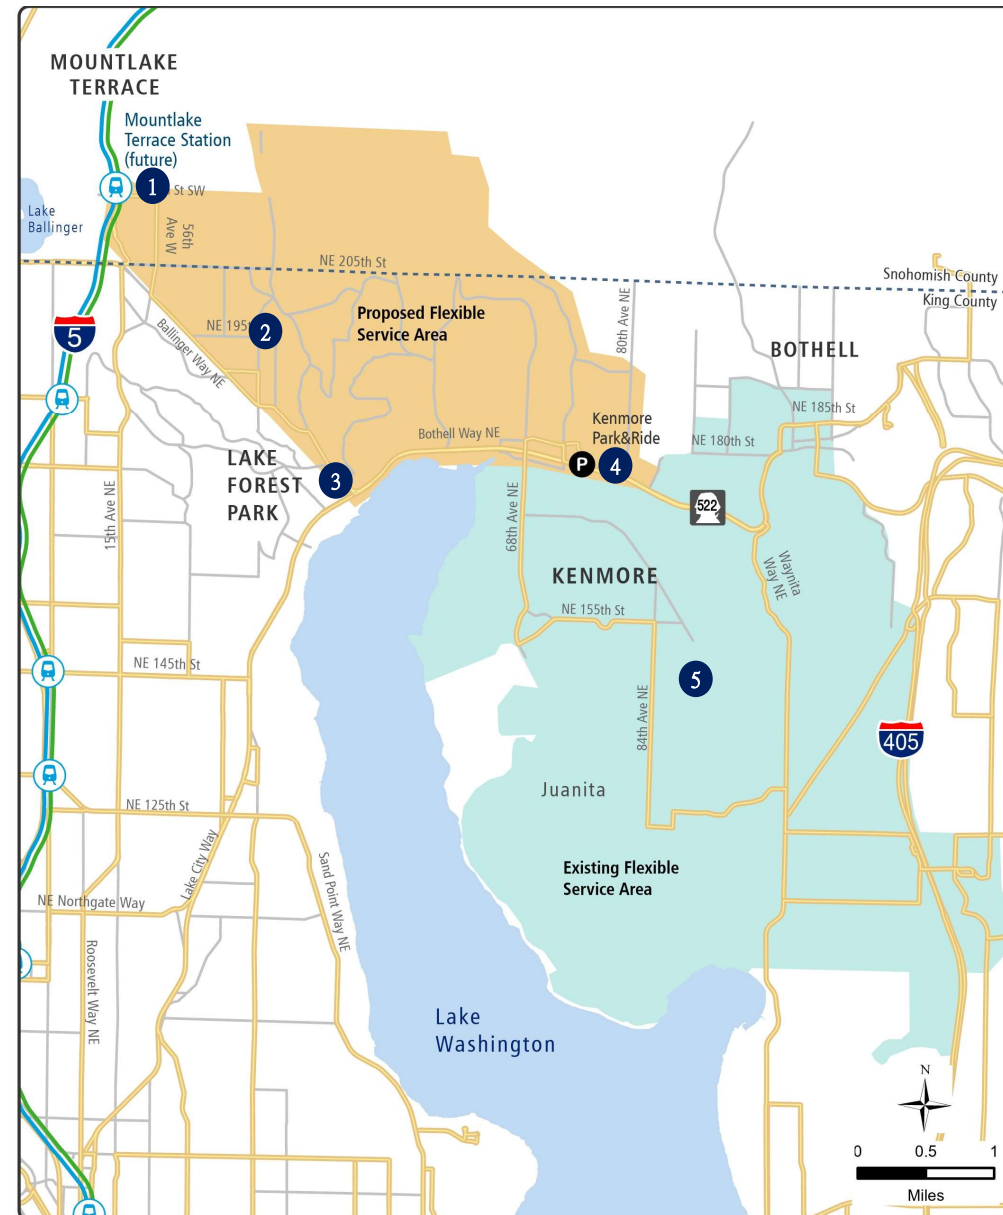 MOUNTLAKE
TERRACE
Mountlake
Terrace Station
(future)
1
St SW
Lake
Ballinger
56th
Ave W
NE 205th St
Snohomish County
King County
5
NE 195t
2
Proposed Flexible
Service Area
80th Ave NE
Ballinger Way NE
BOTHELL
NE 185th St
Kenmore
Park&Ride
Bothell Way NE
NE 180th St
P
4
LAKE
FOREST
PARK
3
522
15th Ave NE
68th Ave NE
KENMORE
Waynita
Way NE
NE 155th St
NE 145th St
5
84th Ave NE
405
Juanita
NE 125th St
Lake City Way
Sand Point Way NE
Existing Flexible
Service Area
NE Northgate Way
Roosevelt Way NE
Lake
Washington
N
0 0.5 1
Miles